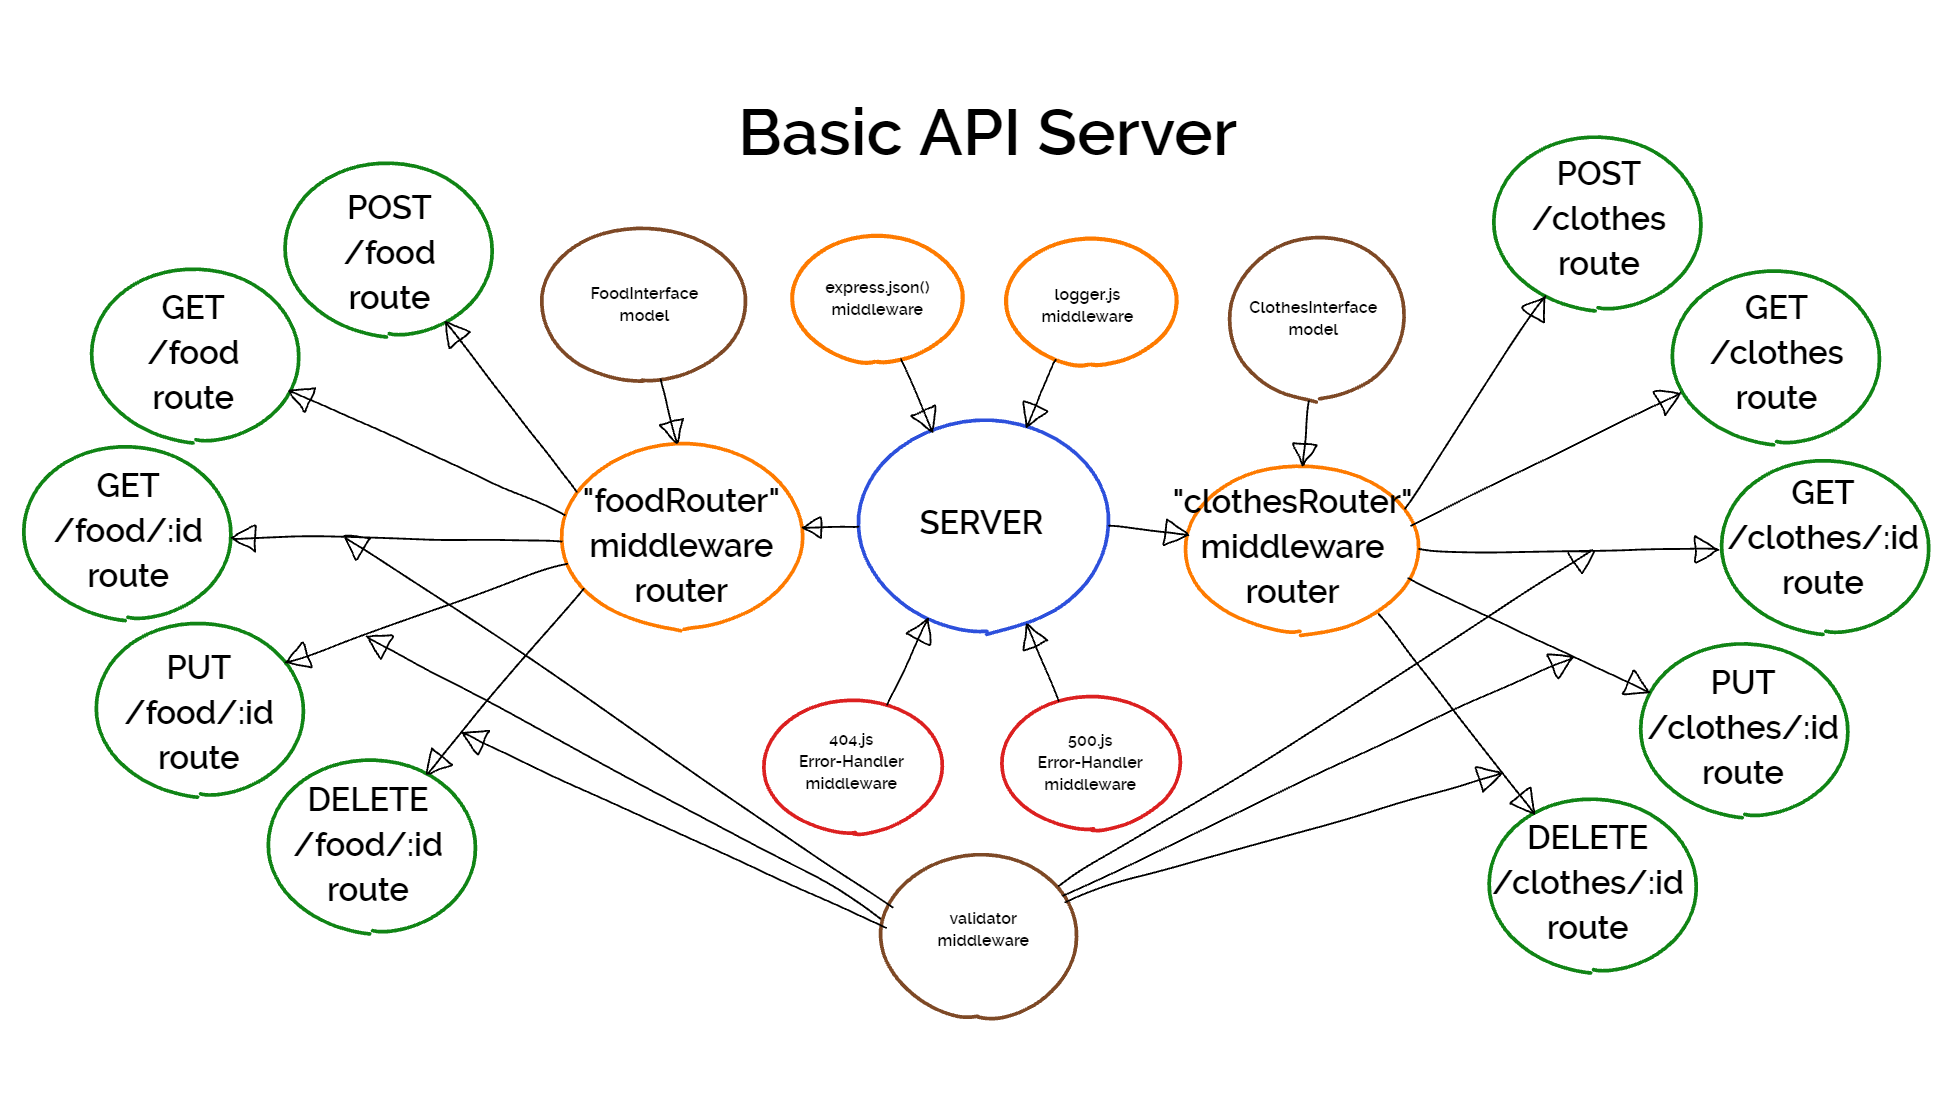 Basic API Server
POST
/food
route
GET
/food
route
GET
/food/:id
route
PUT
/food/:id
route
DELETE
/food/:id
route
FoodInterface
model
"foodRouter"
middleware
router
express.json()
middleware
logger.js
middleware
SERVER
404.js
Error-Handler
middleware
500.js
Error-Handler
middleware
validator
middleware
ClothesInterface
model
"clothesRouter"
middleware
router
POST
/clothes
route
GET
/clothes
route
GET
/clothes/:id
route
PUT
/clothes/:id
route
DELETE
/clothes/:id
route